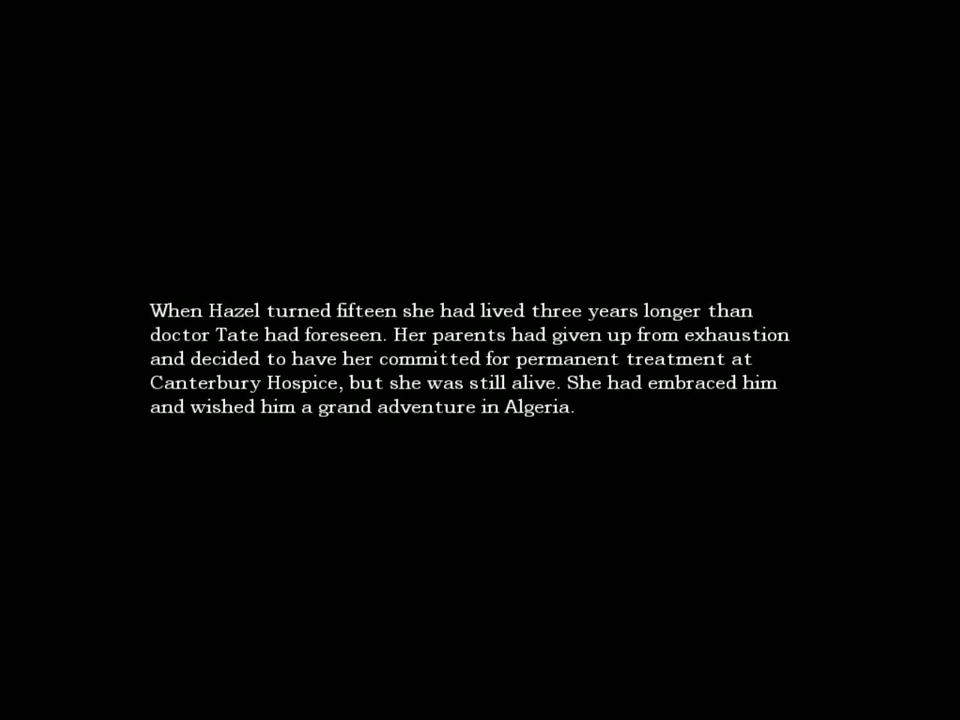 When Hazel turned fifteen she had lived three years longer than
doctor Tate had foreseen. Her parents had given up from exhaustion
and decided to have her committed for permanent treatment at
Canterbury Hospice, but she was still alive. She had embraced him
and wished him a grand adventure in Algeria.